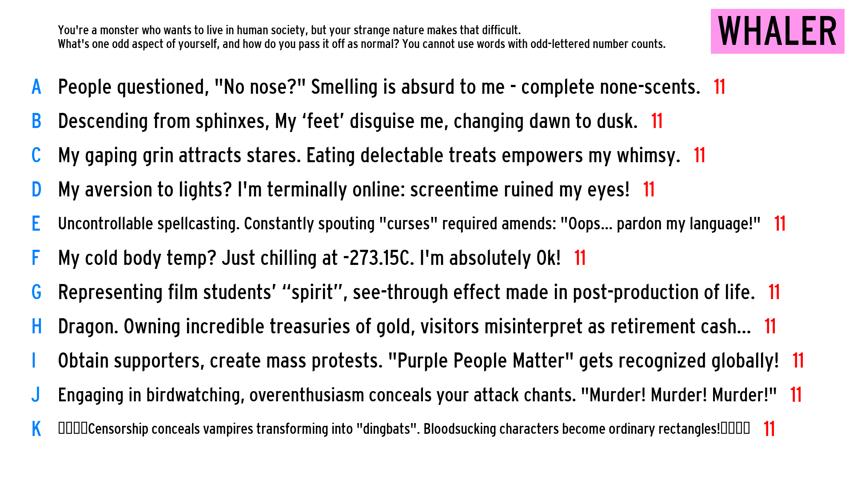 You're a monster who wants to live in human society, but your strange nature makes that difficult.
What's one odd aspect of yourself, and how do you pass it off as normal? You cannot use words with odd-lettered number counts.
WHALER
A People questioned, "No nose?" Smelling is absurd to me - complete none-scents. 11
B Descending from sphinxes, My ‘feet’ disguise me, changing dawn to dusk. 11
C My gaping grin attracts stares. Eating delectable treats empowers my whimsy. 11
D My aversion to lights? I'm terminally online: screentime ruined my eyes! 11
E Uncontrollable spellcasting. Constantly spouting "curses" required amends: "Oops... pardon my language!" 11
F My cold body temp? Just chilling at -273.15C. I'm absolutely 0k! 11
G Representing film students’ “spirit”, see-through effect made in post-production of life. 11
H Dragon. Owning incredible treasuries of gold, visitors misinterpret as retirement cash... 11
I Obtain supporters, create mass protests. "Purple People Matter" gets recognized globally! 11
J Engaging in birdwatching, overenthusiasm conceals your attack chants. "Murder! Murder! Murder!" 11
K ▯▯▯▯Censorship conceals vampires transforming into "dingbats". Bloodsucking characters become ordinary rectangles!▯▯▯▯ 11